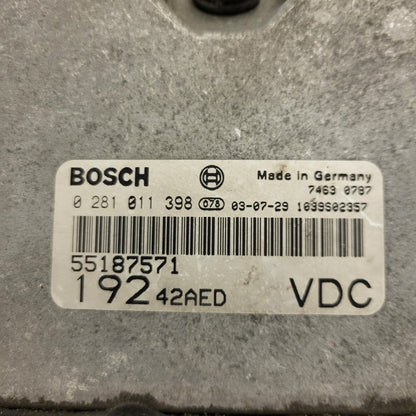 BOSCH Made in Germany
7463 0787
0 281 011 398 078 03-07-29 1039S02357
55187571
192 42AED VDC